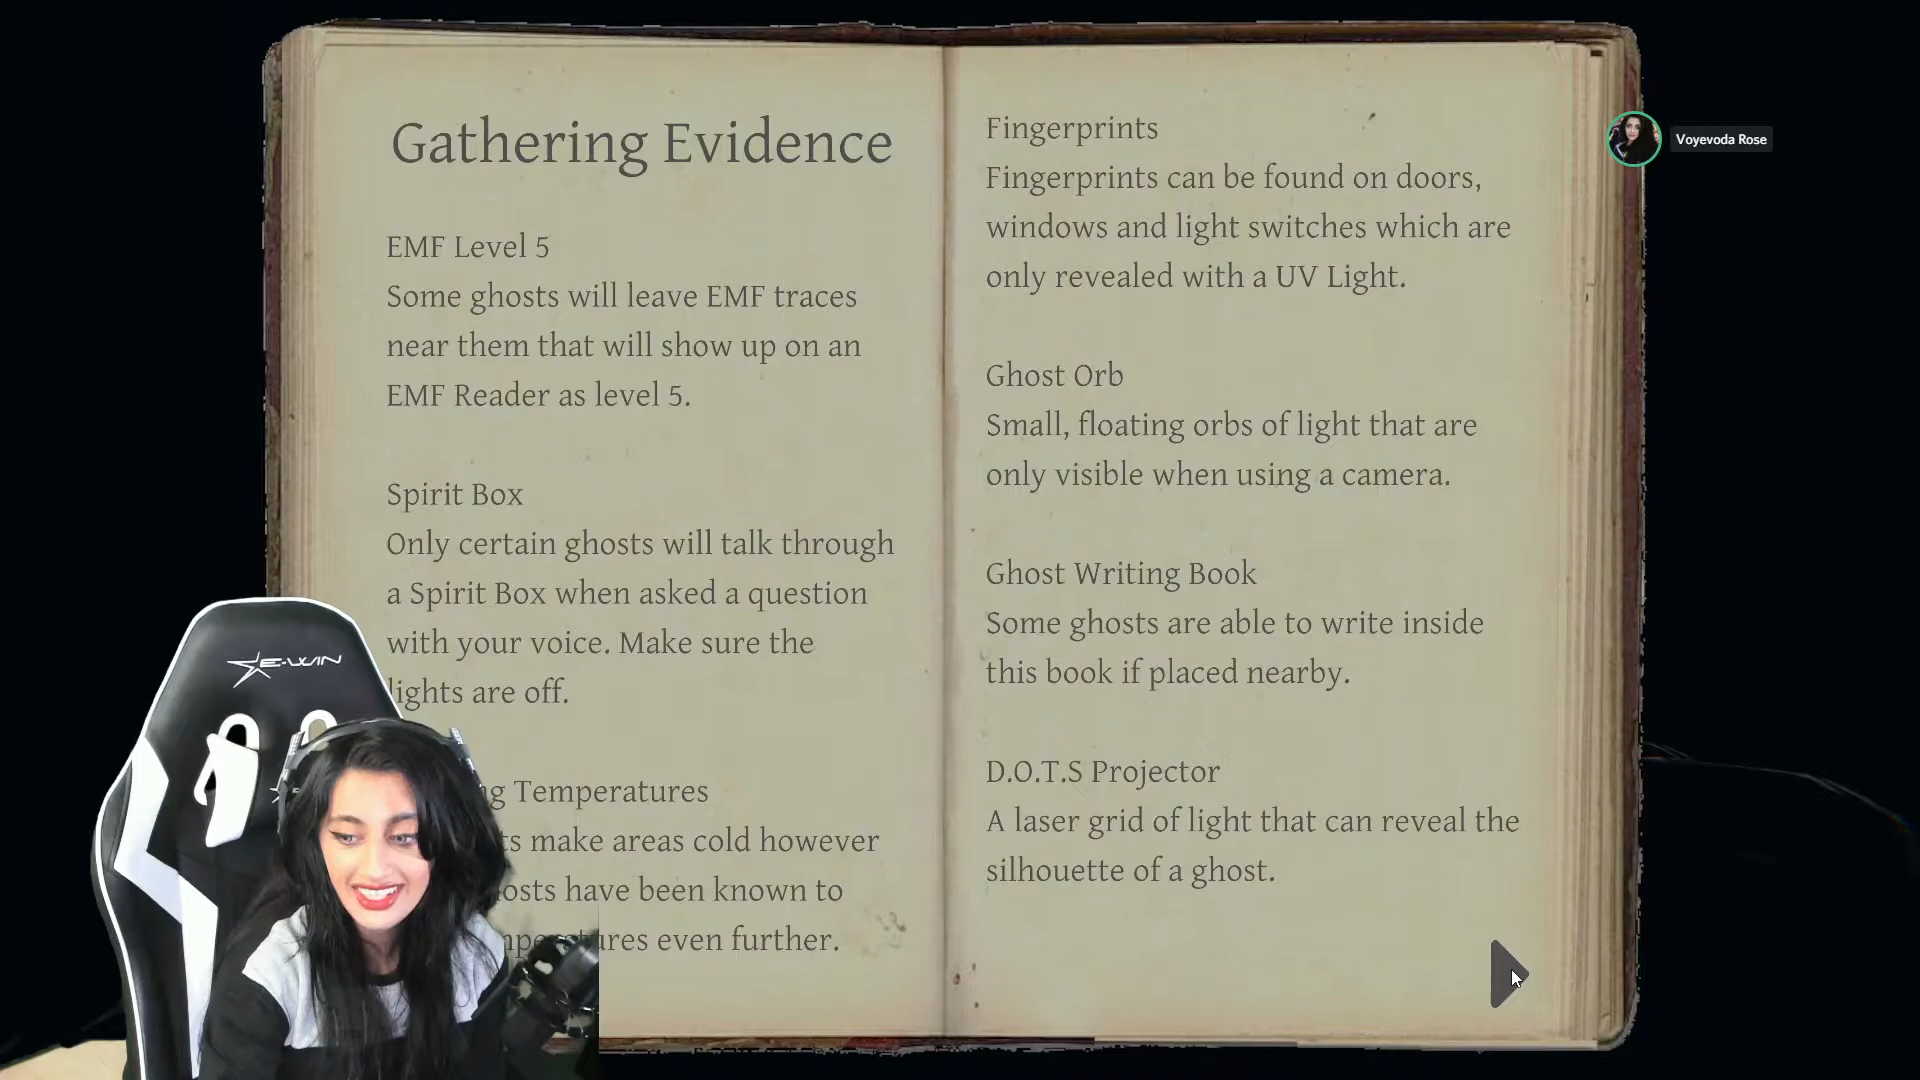 Gathering Evidence
EMF Level 5
Some ghosts will leave EMF traces
near them that will show up on an
EMF Reader as level 5.
Spirit Box
Only certain ghosts will talk through
a Spirit Box when asked a question
with your voice. Make sure the
lights are off.
Temperatures
make areas cold however
have been known to
even further.
Fingerprints
Fingerprints can be found on doors,
windows and light switches which are
only revealed with a UV Light.
Ghost Orb
Small, floating orbs of light that are
only visible when using a camera.
Ghost Writing Book
Some ghosts are able to write inside
this book if placed nearby.
D.O.T.S Projector
A laser grid of light that can reveal the
silhouette of a ghost.
Voyevoda Rose
E-WIN